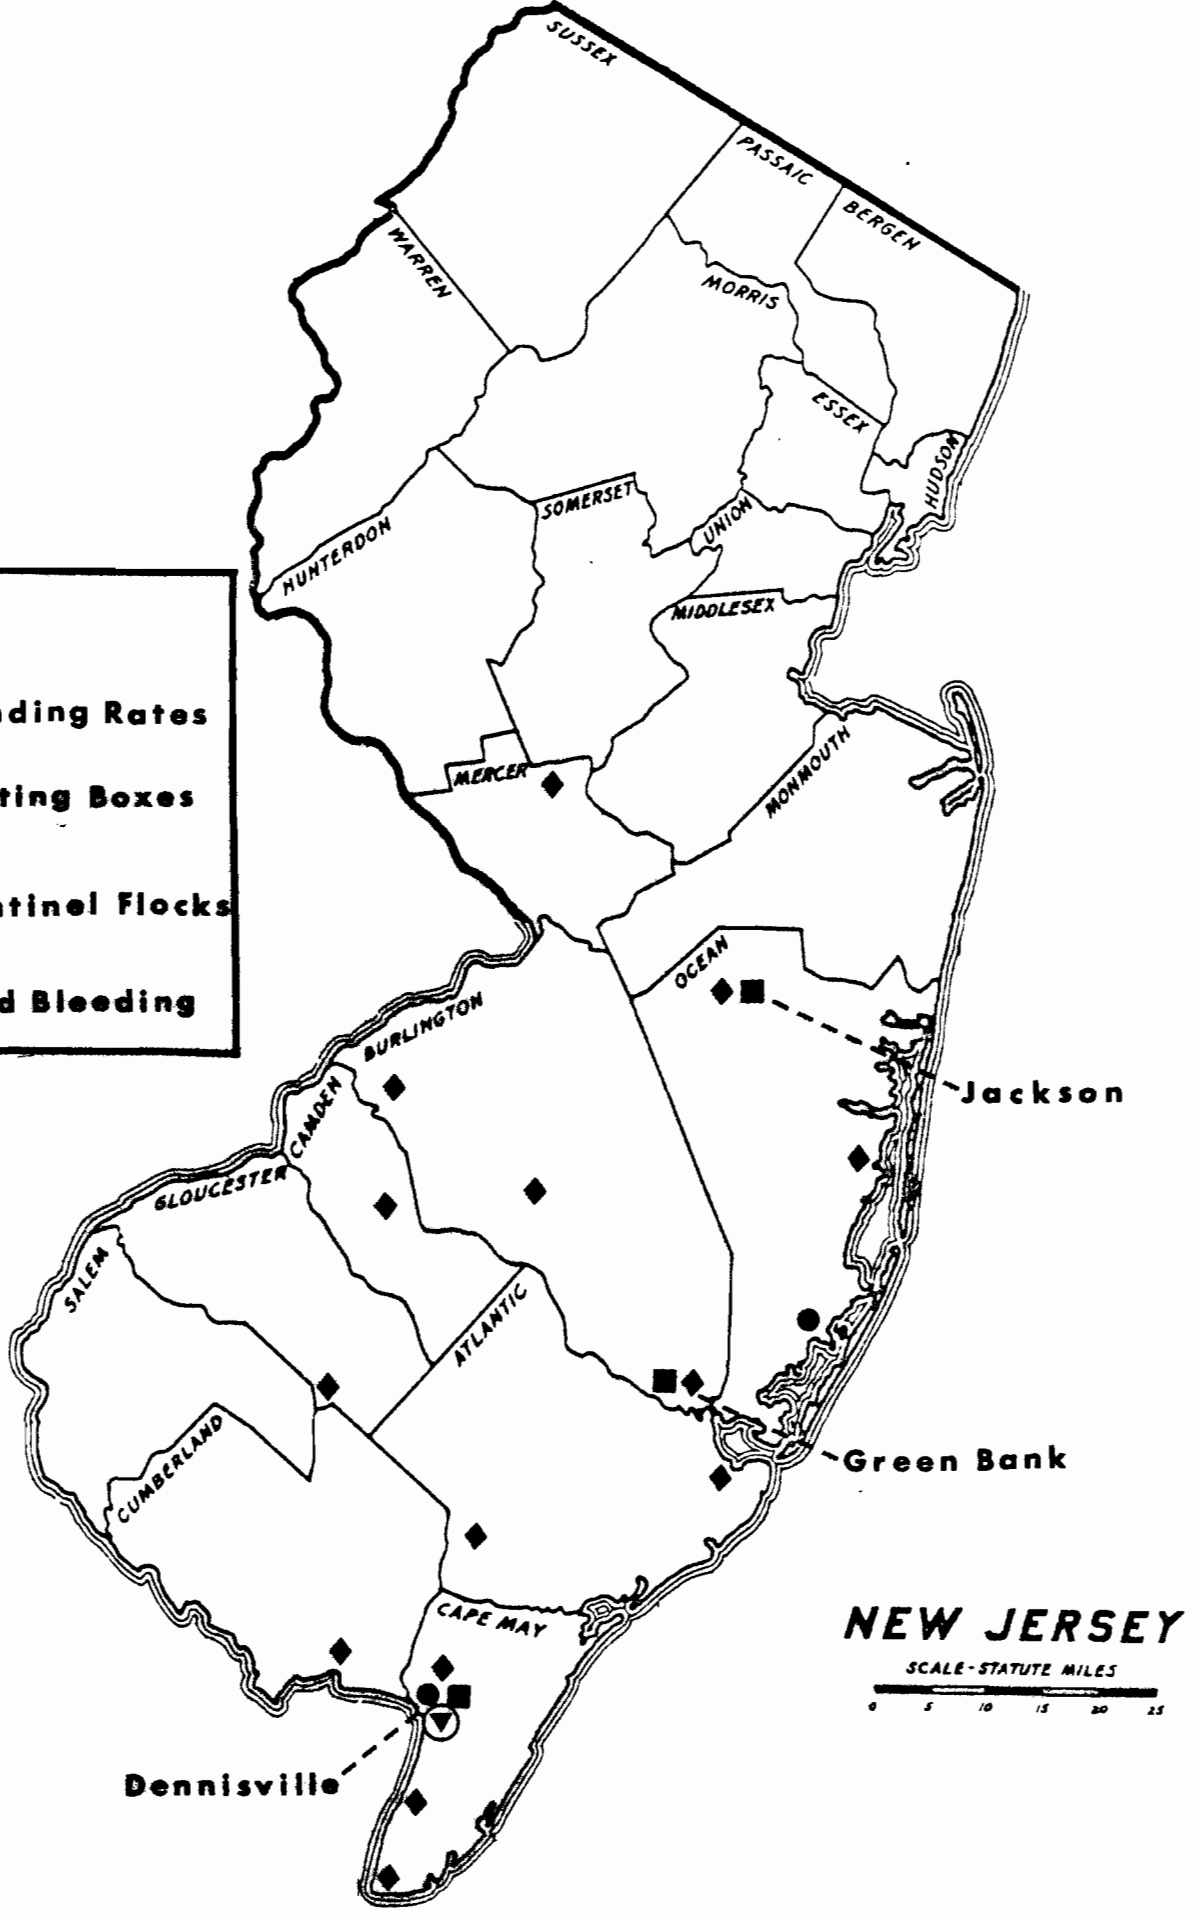 SUSSEX
PASSAIC
BERGEN
WARREN
MORRIS
ESSEX
HUDSON
SOMERSET
UNION
HUNTERDON
MIDDLESEX
ding Rates
MERCER
MONMOUTH
ting Boxes
ntinel Flocks
OCEAN
d Bleeding
BURLINGTON
Jackson
CAMDEN
GLOUCESTER
SALEM
ATLANTIC
CUMBERLAND
Green Bank
CAPE MAY
NEW JERSEY
SCALE-STATUTE MILES
0 5 10 15 20 25
Dennisville